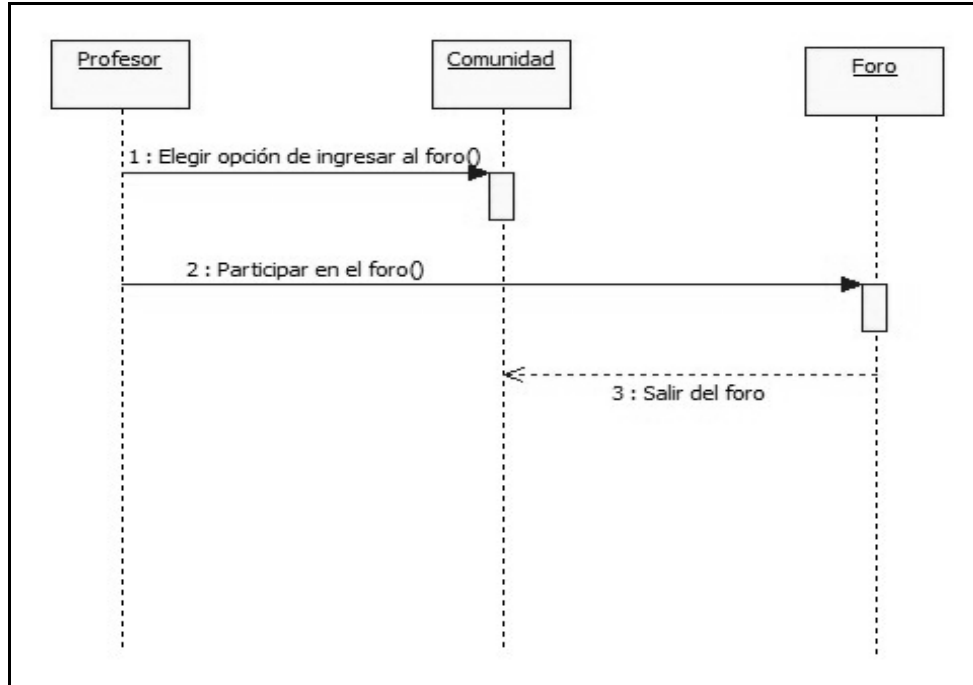 Profesor
Comunidad
Foro
1 : Elegir opción de ingresar al foro()
2 : Participar en el foro()
3 : Salir del foro